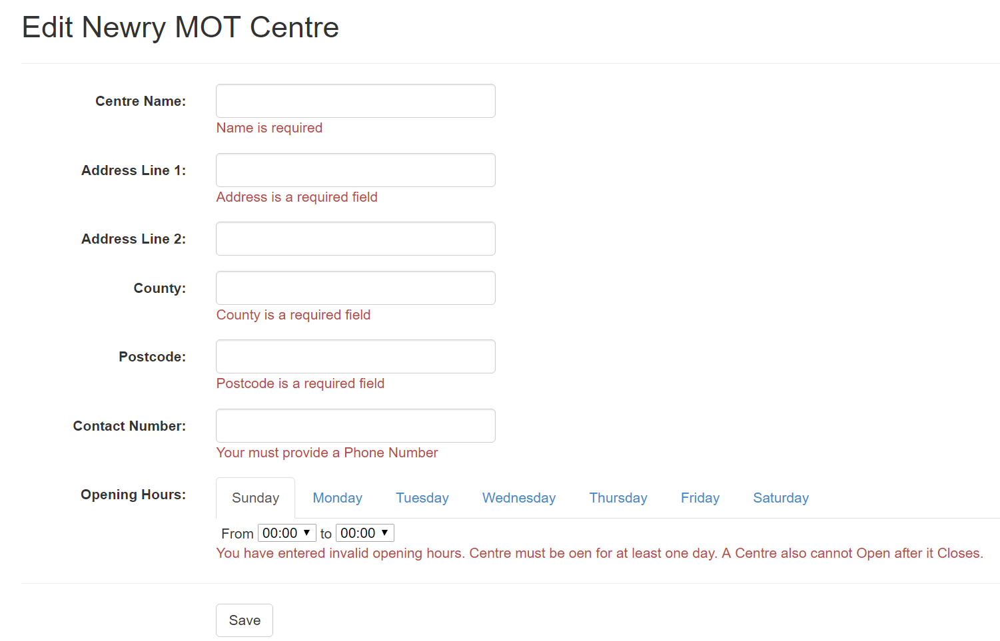 Edit Newry MOT Centre
Centre Name:
Name is required
Address Line 1:
Address is a required field
Address Line 2:
County:
County is a required field
Postcode:
Postcode is a required field
Contact Number:
Your must provide a Phone Number
Opening Hours: Sunday Monday Tuesday Wednesday Thursday Friday Saturday
From 00:00 to 00:00
You have entered invalid opening hours. Centre must be oen for at least one day. A Centre also cannot Open after it Closes.
Save